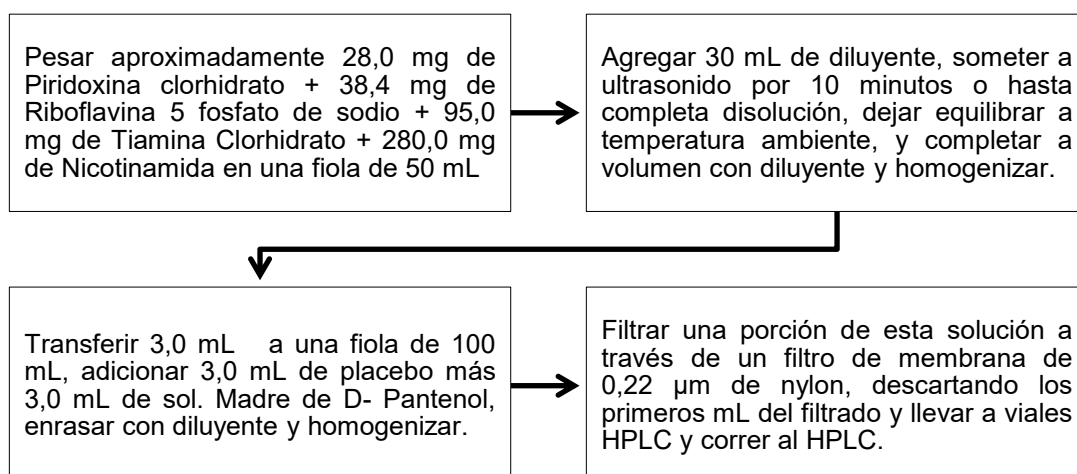 Pesar aproximadamente 28,0 mg de
Piridoxina clorhidrato + 38,4 mg de
Riboflavina 5 fosfato de sodio + 95,0
mg de Tiamina Clorhidrato + 280,0 mg
de Nicotinamida en una fiola de 50 mL
Agregar 30 mL de diluyente, someter a
ultrasonido por 10 minutos o hasta
completa disolución, dejar equilibrar a
temperatura ambiente, y completar a
volumen con diluyente y homogenizar.
Transferir 3,0 mL a una fiola de 100
mL, adicionar 3,0 mL de placebo más
3,0 mL de sol. Madre de D- Pantenol,
enrasar con diluyente y homogenizar.
Filtrar una porción de esta solución a
través de un filtro de membrana de
0,22 µm de nylon, descartando los
primeros mL del filtrado y llevar a viales
HPLC y correr al HPLC.